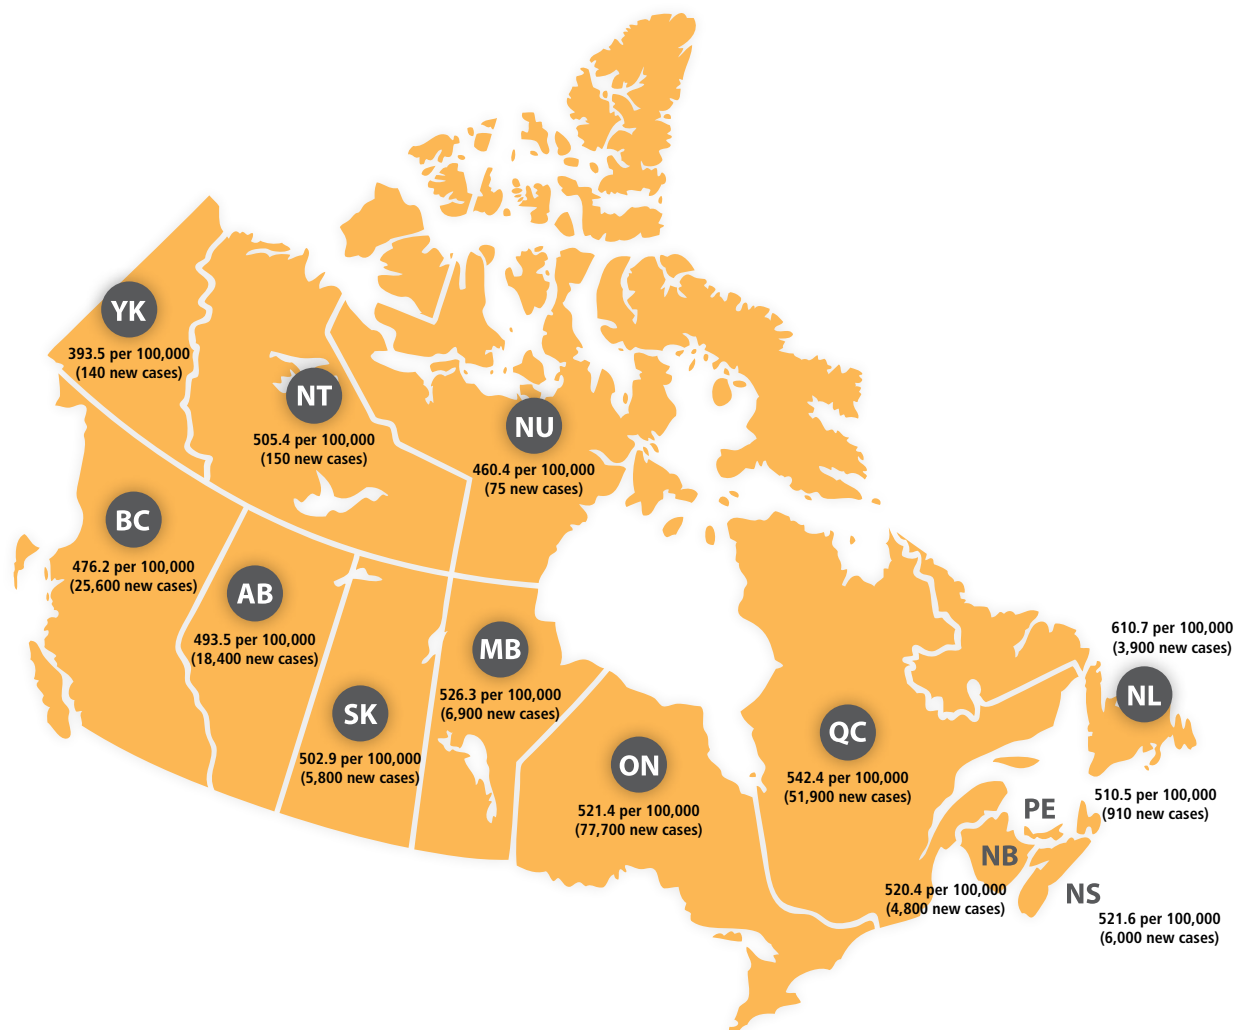 YK
393.5 per 100,000
(140 new cases)
NT
505.4 per 100,000
(150 new cases)
NU
460.4 per 100,000
(75 new cases)
BC
476.2 per 100,000
(25,600 new cases)
AB
493.5 per 100,000
(18,400 new cases)
SK
502.9 per 100,000
(5,800 new cases)
MB
526.3 per 100,000
(6,900 new cases)
ON
521.4 per 100,000
(77,700 new cases)
QC
542.4 per 100,000
(51,900 new cases)
610.7 per 100,000
(3,900 new cases)
NL
PE
510.5 per 100,000
(910 new cases)
NB
520.4 per 100,000
(4,800 new cases)
NS
521.6 per 100,000
(6,000 new cases)